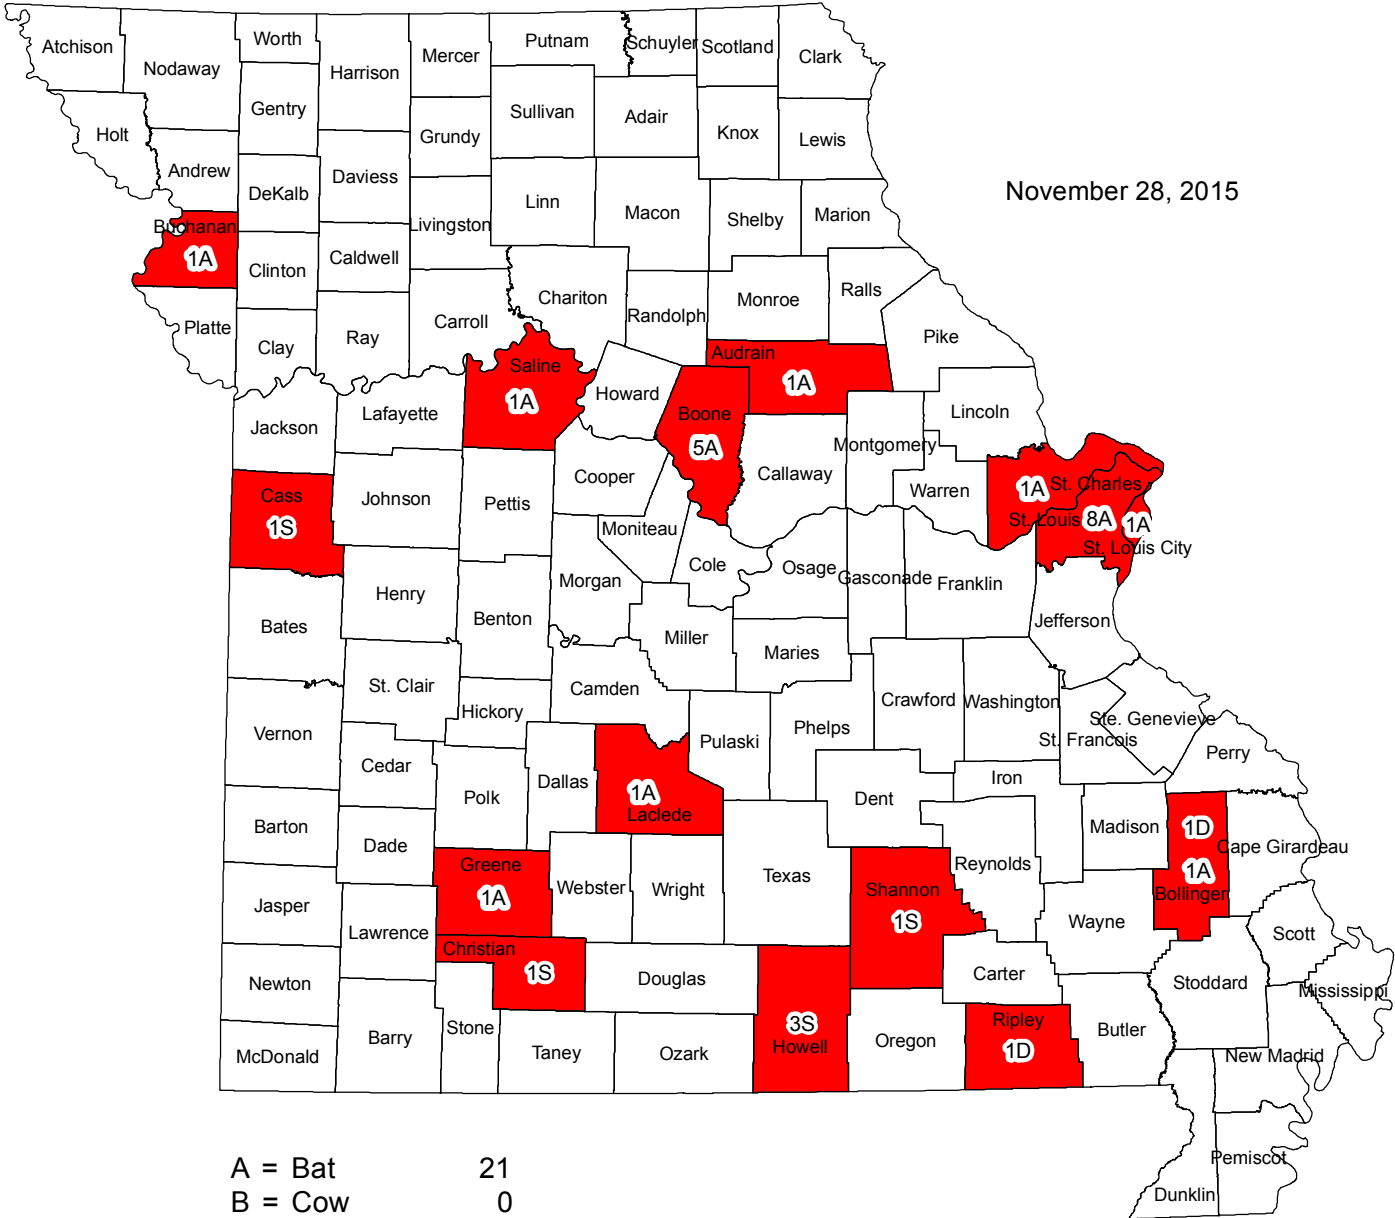 Atchison
Nodaway
Worth
Harrison
Mercer
Putnam
Schuyler
Scotland
Clark
Gentry
Holt
Andrew
DeKalb
Daviess
Grundy
Sullivan
Adair
Knox
Lewis
November 28, 2015
Linn
Macon
Shelby
Marion
Livingston
Buchanan
1A
Clinton
Caldwell
Chariton
Randolph
Monroe
Ralls
Pike
Platte
Clay
Ray
Carroll
Saline
1A
Howard
Audrain
1A
Boone
5A
Lincoln
Jackson
Lafayette
Montgomery
Callaway
Warren
Cooper
Cass
1S
Johnson
Pettis
Moniteau
1A
St. Charles
St. Louis
8A
1A
St. Louis City
Cole
Osage
Gasconade
Franklin
Morgan
Henry
Benton
Bates
Miller
Maries
Jefferson
St. Clair
Camden
Hickory
Crawford
Washington
Ste. Genevieve
St. Francois
Vernon
Pulaski
Phelps
Perry
Cedar
Dallas
Polk
1A
Laclede
Dent
Iron
Barton
Dade
Madison
1D
1A
Bollinger
Cape Girardeau
Greene
1A
Webster
Wright
Texas
Shannon
1S
Reynolds
Jasper
Lawrence
Wayne
Scott
Christian
1S
Douglas
Carter
Newton
Stoddard
Mississippi
Barry
Stone
Taney
Ozark
3S
Howell
Oregon
Ripley
1D
Butler
McDonald
New Madrid
Pemiscot
Dunklin
A = Bat 21
B = Cow 0